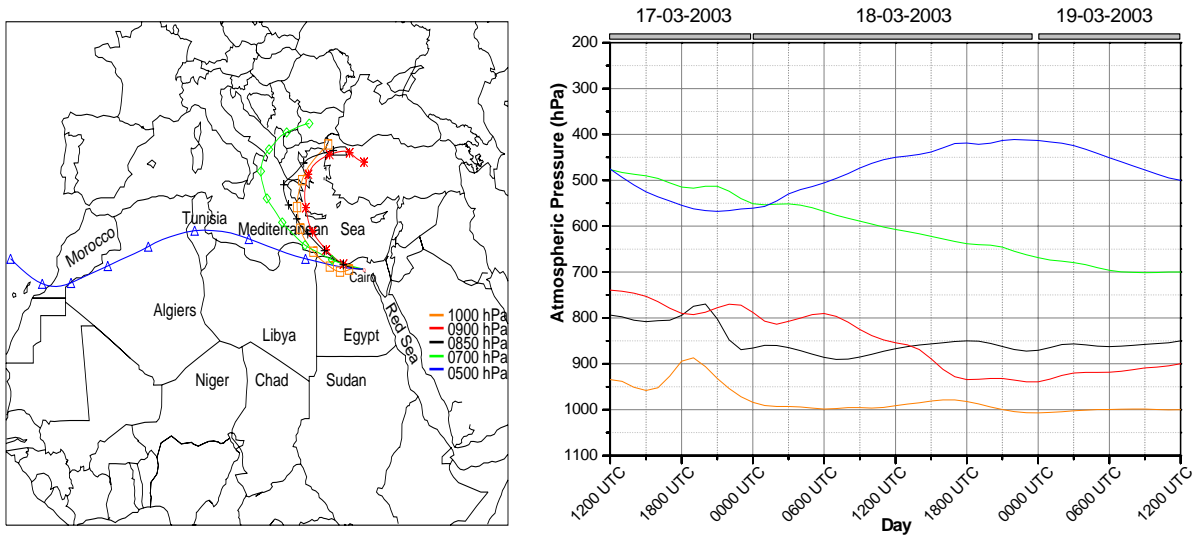 Morocco
Tunisia
Mediterranean Sea
Cairo
Algiers
Libya
Egypt
Red Sea
Niger
Chad
Sudan
1000 hPa
0900 hPa
0850 hPa
0700 hPa
0500 hPa
17-03-2003 18-03-2003 19-03-2003
Atmospheric Pressure (hPa)
200
300
400
500
600
700
800
900
1000
1100
1200 UTC 1800 UTC 0000 UTC 0600 UTC 1200 UTC 1800 UTC 0000 UTC 0600 UTC 1200 UTC
Day